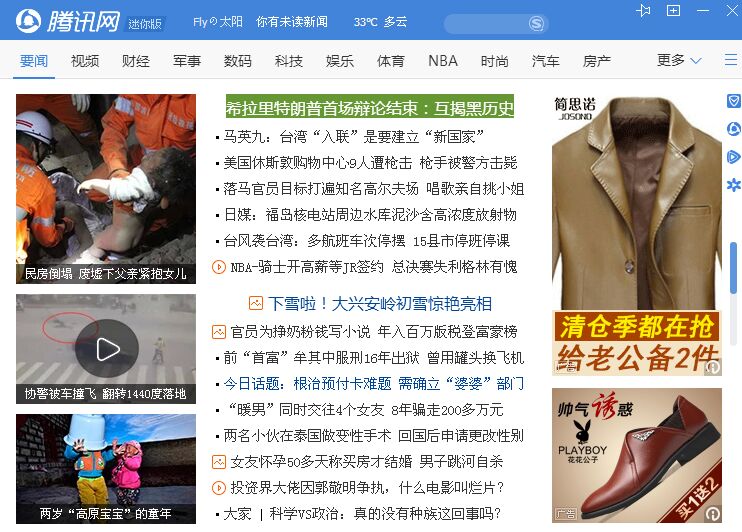 腾讯网 迷你版
Fly 太阳 你有未读新闻 33℃ 多云
要闻 视频 财经 军事 数码 科技 娱乐 体育 NBA 时尚 汽车 房产 更多
民房倒塌 废墟下父亲紧抱女儿
协警被车撞飞 翻转1440度落地
两岁“高原宝宝”的童年
希拉里特朗普首场辩论结束：互揭黑历史
马英九：台湾“入联”是要建立“新国家”
美国休斯敦购物中心9人遭枪击 枪手被警方击毙
落马官员目标打遍知名高尔夫场 唱歌亲自挑小姐
日媒：福岛核电站周边水库泥沙含高浓度放射物
台风袭台湾：多航班车次停摆 15县市停班停课
NBA-骑士开高薪等JR签约 总决赛失利格林有愧
下雪啦！大兴安岭初雪惊艳亮相
官员为挣奶粉钱写小说 年入百万版税登富豪榜
前“首富”牟其中服刑16年出狱 曾用罐头换飞机
今日话题：根治预付卡难题 需确立“婆婆”部门
“暖男”同时交往4个女友 8年骗走200多万元
两名小伙在泰国做变性手术 回国后申请更改性别
女友怀孕50多天称买房才结婚 男子跳河自杀
投资界大佬因郭敬明争执，什么电影叫烂片？
大家 | 科学VS政治：真的没有种族这回事吗？
简思诺
JOSONO
清仓季都在抢
给老公备2件
广告
帅气诱惑
PLAYBOY
花花公子
买1送2
广告